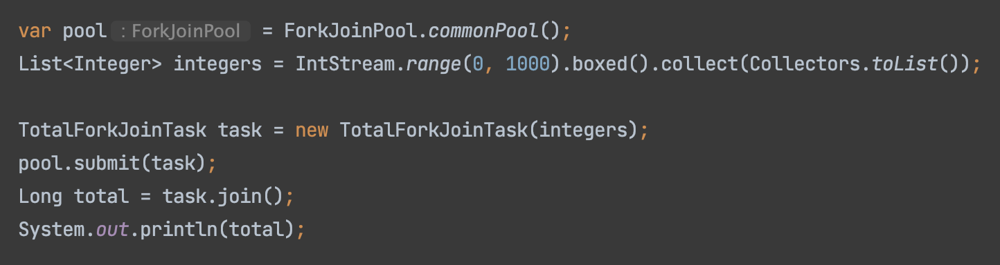 var pool : ForkJoinPool = ForkJoinPool.commonPool();
List<Integer> integers = IntStream.range(0, 1000).boxed().collect(Collectors.toList());
TotalForkJoinTask task = new TotalForkJoinTask(integers);
pool.submit(task);
Long total = task.join();
System.out.println(total);